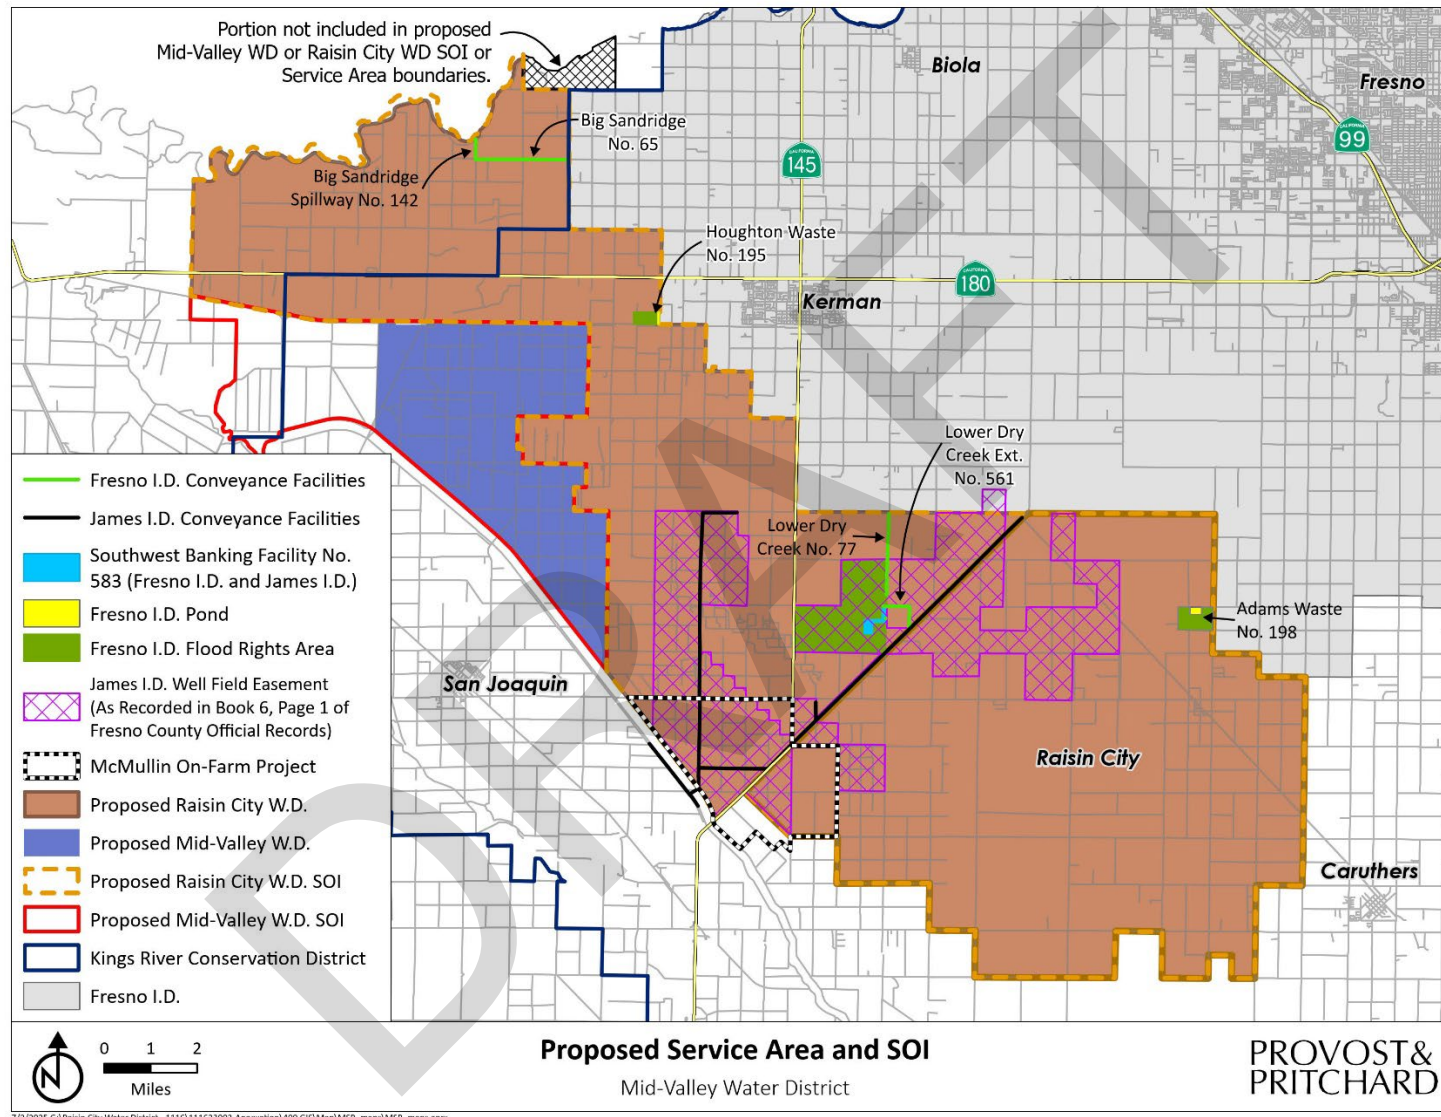 Portion not included in proposed
Mid-Valley WD or Raisin City WD SOI or
Service Area boundaries.
Biola
Fresno
CALIFORNIA
99
Big Sandridge
No. 65
CALIFORNIA
145
Big Sandridge
Spillway No. 142
Houghton Waste
No. 195
CALIFORNIA
180
Kerman
Lower Dry
Creek Ext.
No. 561
Lower Dry
Creek No. 77
Adams Waste
No. 198
San Joaquin
Raisin City
Caruthers
Fresno I.D. Conveyance Facilities
James I.D. Conveyance Facilities
Southwest Banking Facility No.
583 (Fresno I.D. and James I.D.)
Fresno I.D. Pond
Fresno I.D. Flood Rights Area
James I.D. Well Field Easement
(As Recorded in Book 6, Page 1 of
Fresno County Official Records)
McMullin On-Farm Project
Proposed Raisin City W.D.
Proposed Mid-Valley W.D.
Proposed Raisin City W.D. SOI
Proposed Mid-Valley W.D. SOI
Kings River Conservation District
Fresno I.D.
DRAFT
N
0 1 2
Miles
Proposed Service Area and SOI
Mid-Valley Water District
PROVOST&
PRITCHARD